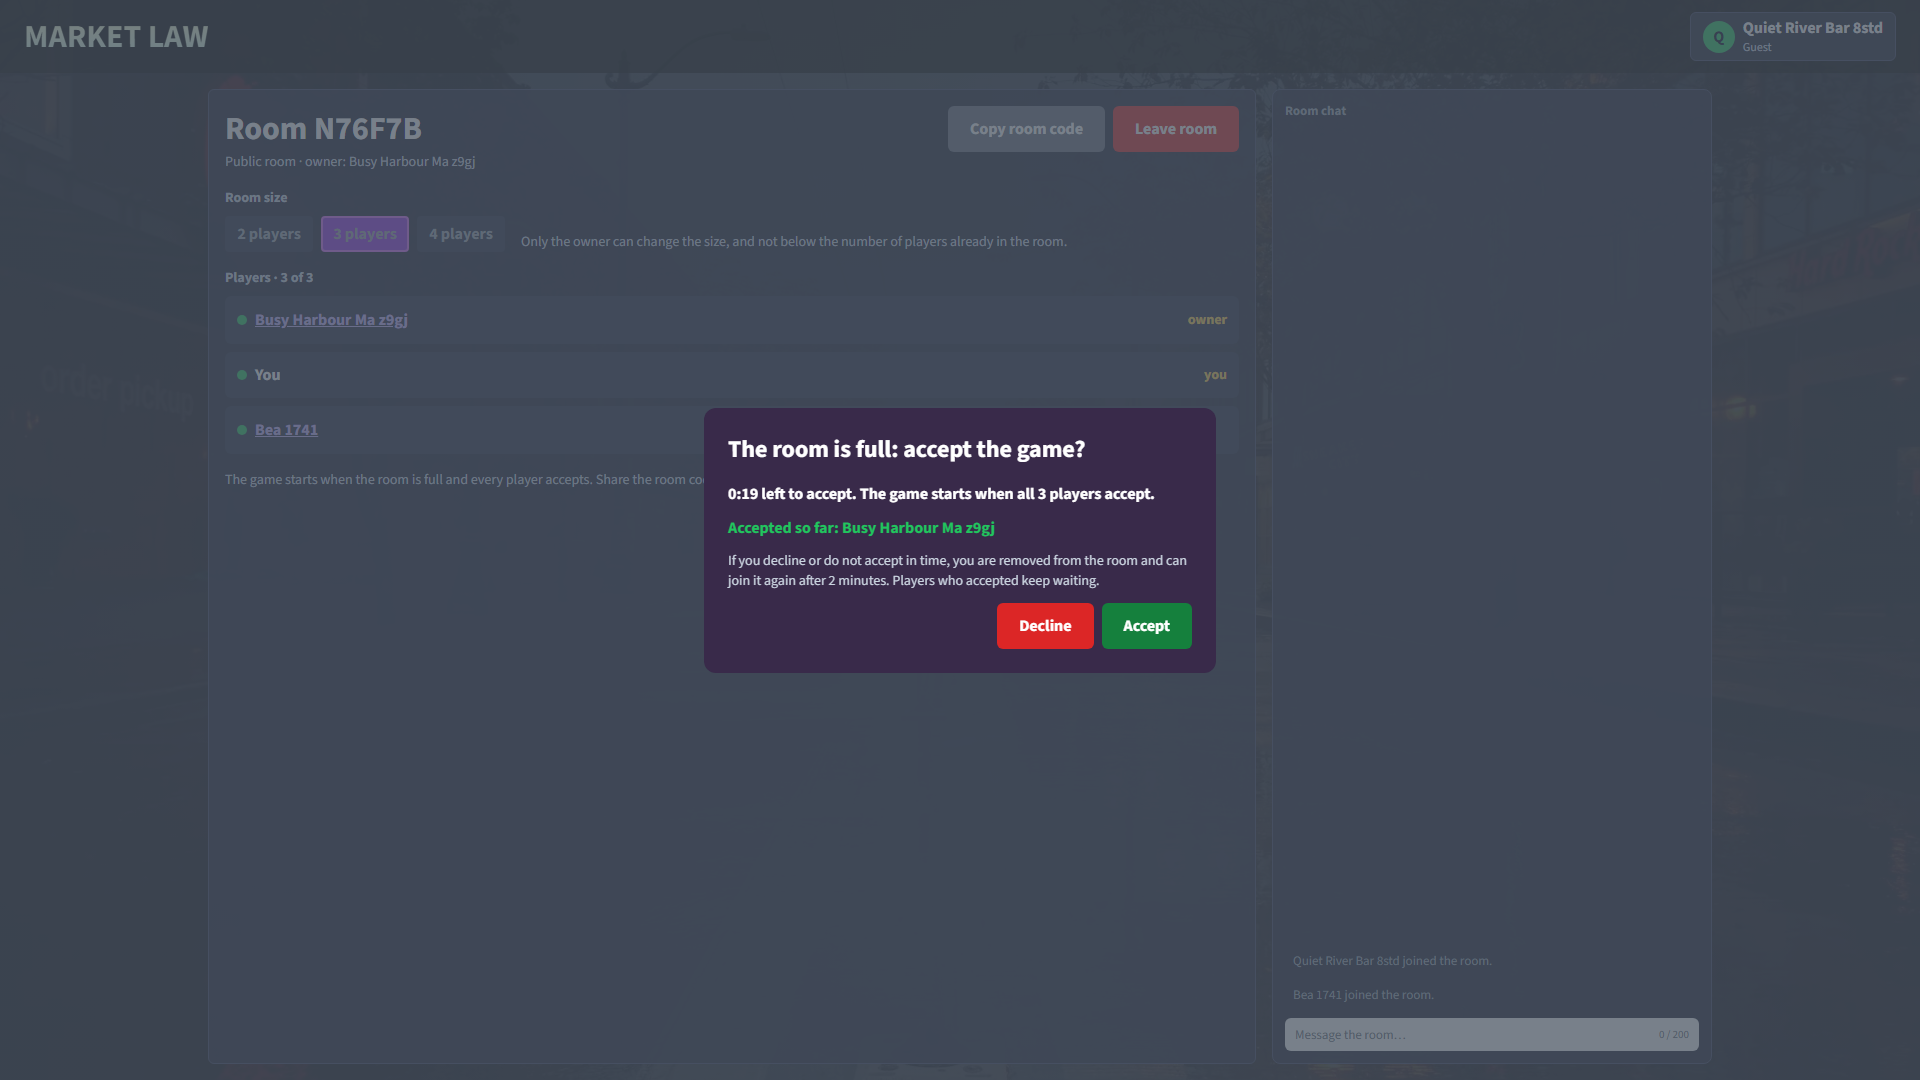 MARKET LAW
Q
Quiet River Bar 8std
Guest
Room N76F7B
Copy room code
Leave room
Public room · owner: Busy Harbour Ma z9gj
Room size
2 players
3 players
4 players
Only the owner can change the size, and not below the number of players already in the room.
Players · 3 of 3
Busy Harbour Ma z9gj
owner
You
you
Bea 1741
The game starts when the room is full and every player accepts. Share the room
The room is full: accept the game?
0:19 left to accept. The game starts when all 3 players accept.
Accepted so far: Busy Harbour Ma z9gj
If you decline or do not accept in time, you are removed from the room and can
join it again after 2 minutes. Players who accepted keep waiting.
Decline
Accept
Room chat
Quiet River Bar 8std joined the room.
Bea 1741 joined the room.
Message the room...
0 / 200
order pickup